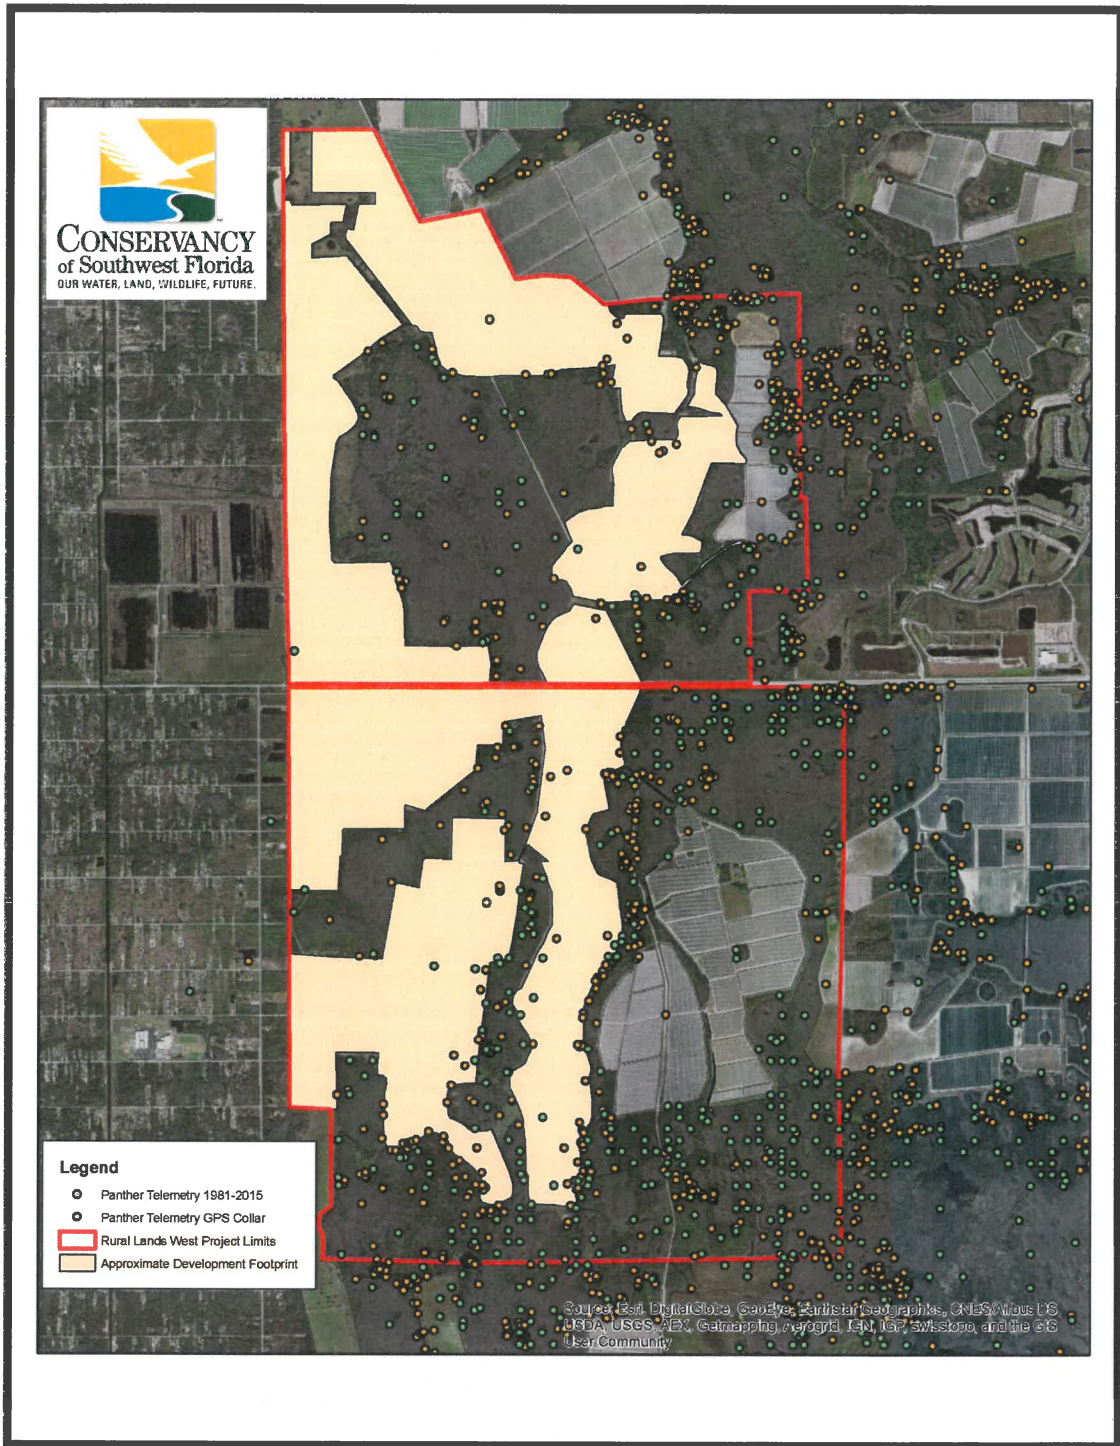 CONSERVANCY
of Southwest Florida
OUR WATER, LAND, WILDLIFE, FUTURE.
Legend
Panther Telemetry 1981-2015
Panther Telemetry GPS Collar
Rural Lands West Project Limits
Approximate Development Footprint
Source: Esri, DigitalGlobe, GeoEye, Earthstar Geographics, CNES/Airbus DS
USDA, USGS, AEX, Getmapping, Aerogrid, IGN, IGP, swisstopo, and the GIS
User Community